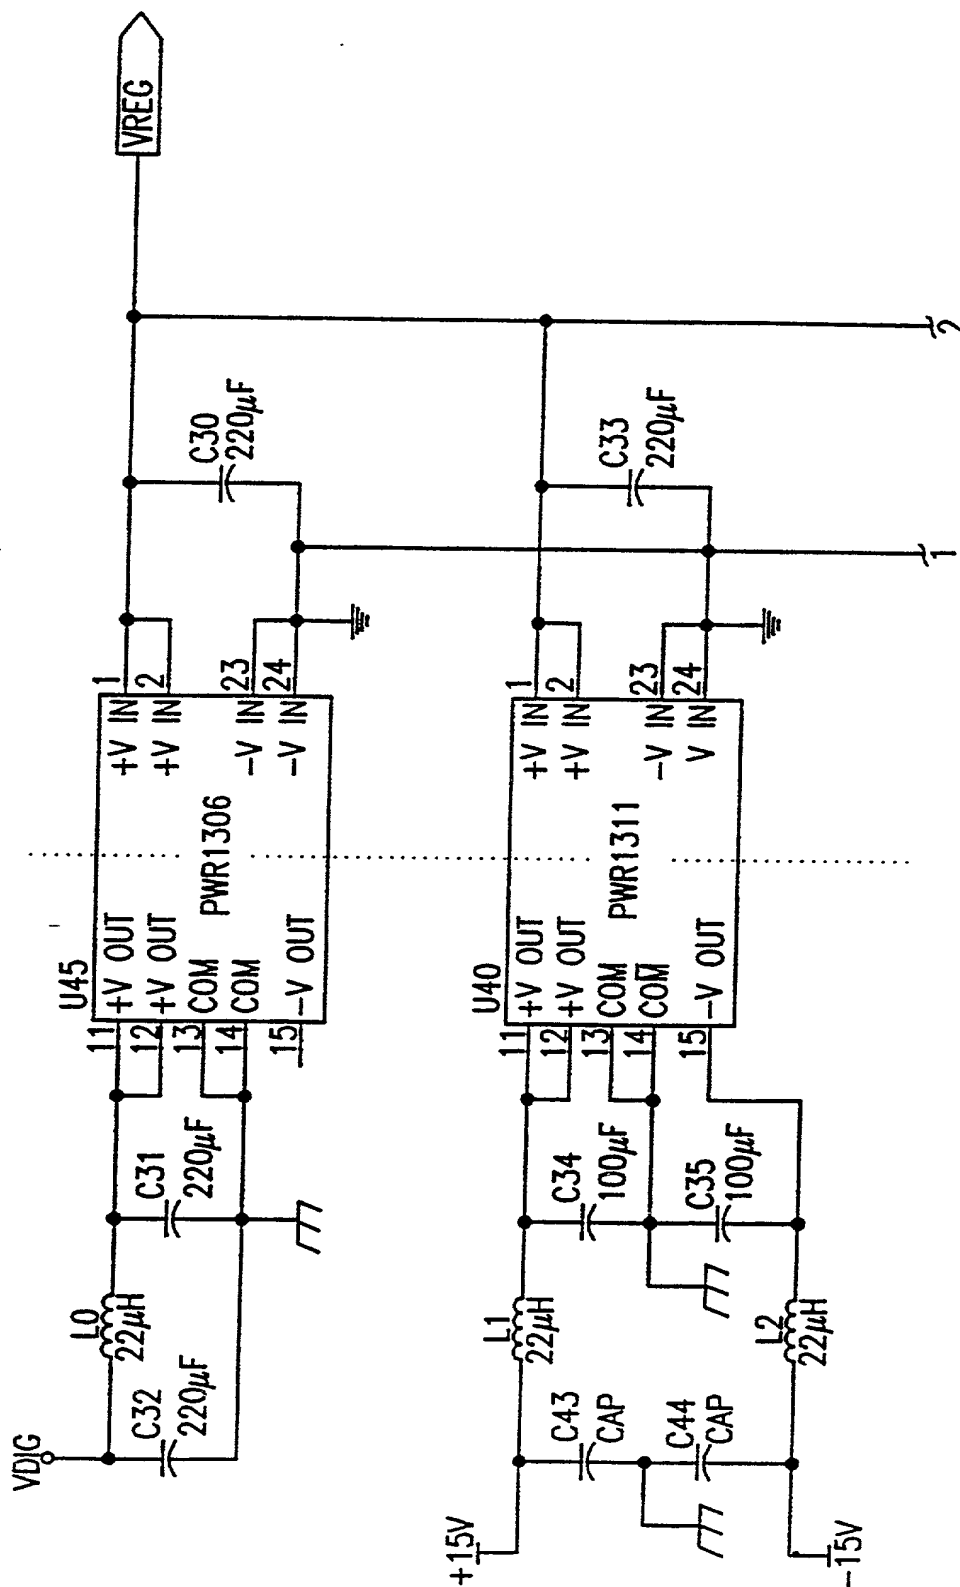 VREG
C30
220µF
C33
220µF
2
1
1
2
23
24
+V IN
+V IN
-V IN
-V IN
PWR1306
U45
+V OUT
+V OUT
COM
COM
-V OUT
11
12
13
14
15
C31
220µF
L0
22µH
C32
220µF
VDIG
1
2
23
24
+V IN
+V IN
-V IN
V IN
PWR1311
U40
+V OUT
+V OUT
COM
COM
-V OUT
11
12
13
14
15
C34
100µF
C35
100µF
L1
22µH
L2
22µH
C43
CAP
C44
CAP
+15V
-15V